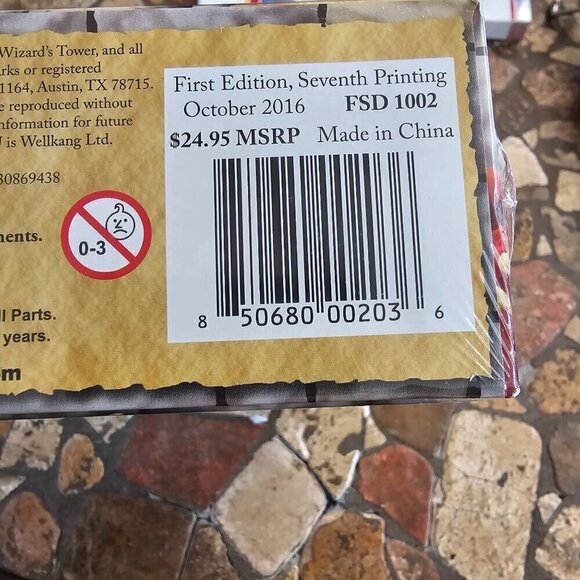 Wizard's Tower, and all
rks or registered
1164, Austin, TX 78715.
e reproduced without
nformation for future
is Wellkang Ltd.
30869438
nents.
ll Parts.
years.
om
0-3
First Edition, Seventh Printing
October 2016 FSD 1002
$24.95 MSRP Made in China
8 50680 00203 6